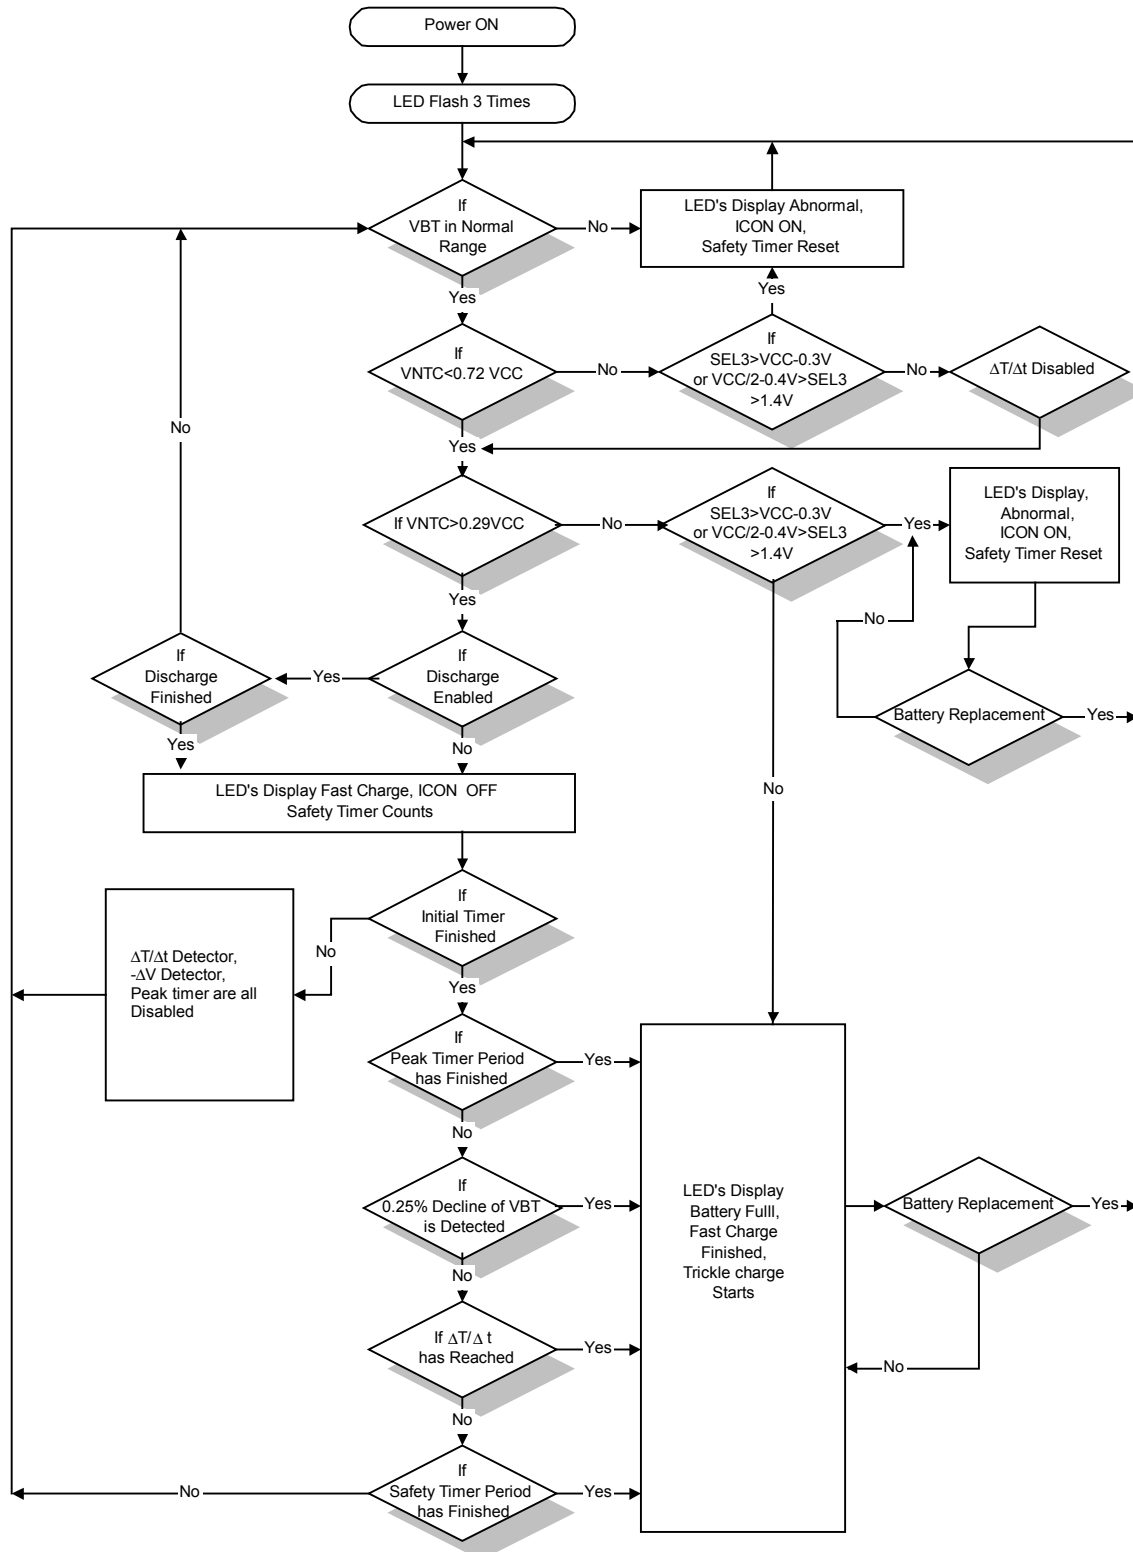 Power ON
LED Flash 3 Times
If
VBT in Normal
Range
No
LED's Display Abnormal,
ICON ON,
Safety Timer Reset
Yes
Yes
If
VNTC<0.72 VCC
No
If
SEL3>VCC-0.3V
or VCC/2-0.4V>SEL3
>1.4V
No
ΔT/Δt Disabled
No
Yes
If VNTC>0.29VCC
No
If
SEL3>VCC-0.3V
or VCC/2-0.4V>SEL3
>1.4V
Yes
LED's Display,
Abnormal,
ICON ON,
Safety Timer Reset
Yes
No
If
Discharge
Finished
Yes
If
Discharge
Enabled
Battery Replacement
Yes
Yes
No
No
LED's Display Fast Charge, ICON OFF
Safety Timer Counts
If
Initial Timer
Finished
No
ΔT/Δt Detector,
-ΔV Detector,
Peak timer are all
Disabled
Yes
If
Peak Timer Period
has Finished
Yes
No
If
0.25% Decline of VBT
is Detected
Yes
LED's Display
Battery Fulll,
Fast Charge
Finished,
Trickle charge
Starts
Battery Replacement
Yes
No
If ΔT/Δ t
has Reached
Yes
No
No
If
Safety Timer Period
has Finished
No
Yes